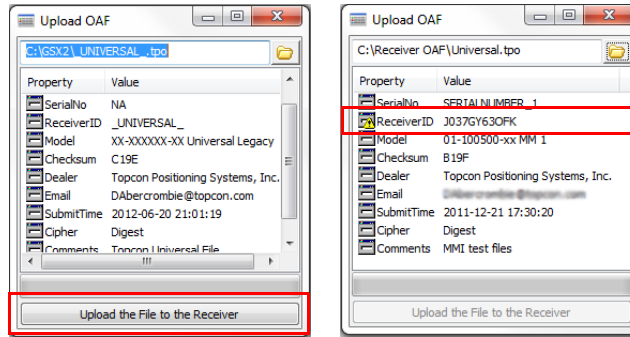 Upload OAF
C:\GSX2\_UNIVERSAL_.tpo
Property Value
SerialNo NA
ReceiverID _UNIVERSAL_
Model XX-XXXXXX-XX Universal Legacy
Checksum C19E
Dealer Topcon Positioning Systems, Inc.
Email DAbercrombie@topcon.com
SubmitTime 2012-06-20 21:01:19
Cipher Digest
Comments Topcon Universal File
Upload the File to the Receiver
Upload OAF
C:\Receiver OAF\Universal.tpo
Property Value
SerialNo SERIALNUMBER_1
ReceiverID J037GY63OFK
Model 01-100500-xx MM 1
Checksum B19F
Dealer Topcon Positioning Systems, Inc.
Email
SubmitTime 2011-12-21 17:30:20
Cipher Digest
Comments MMI test files
Upload the File to the Receiver